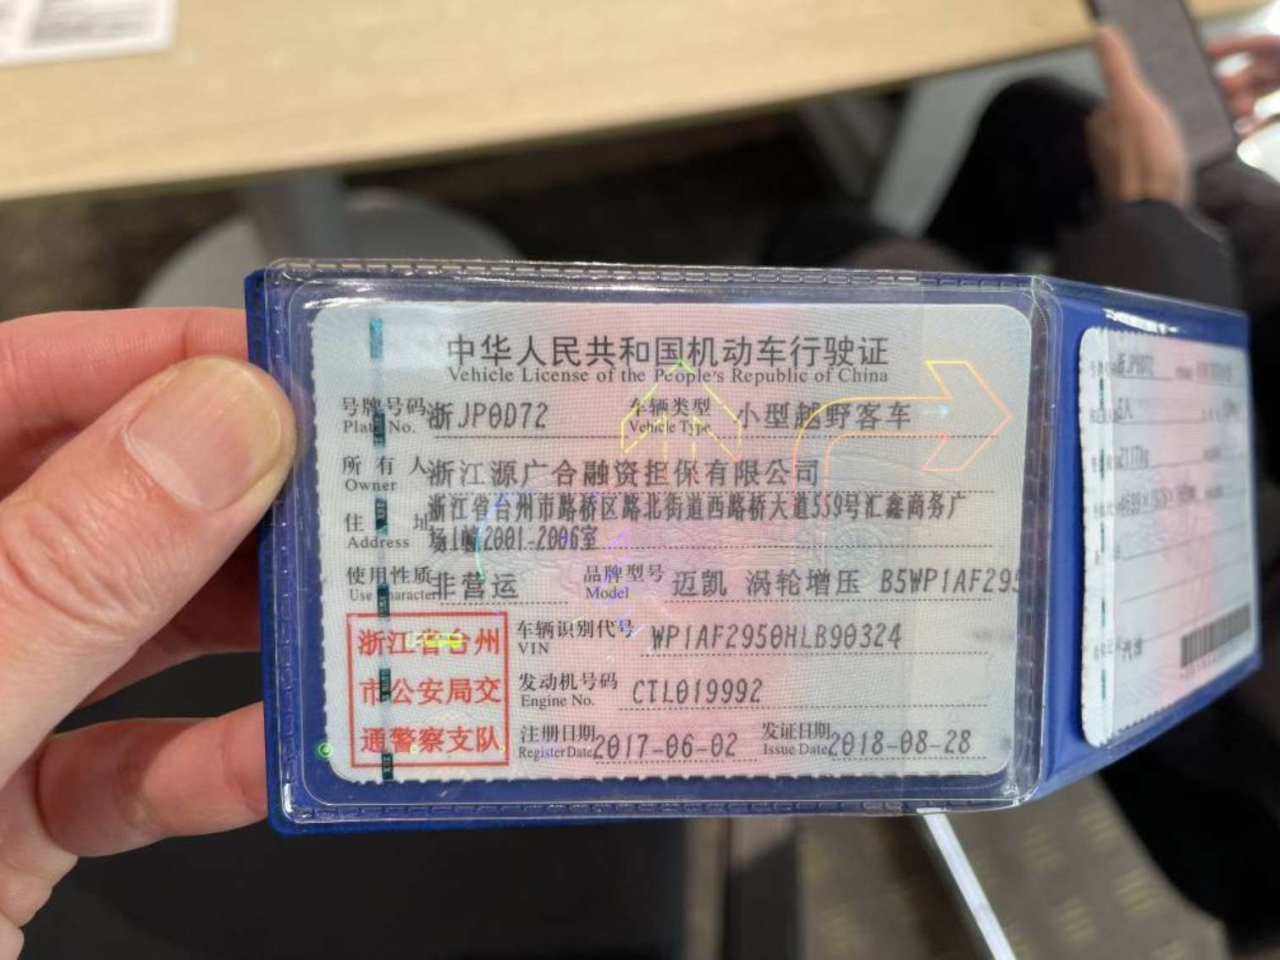 中华人民共和国机动车行驶证
Vehicle License of the People's Republic of China
号牌号码 浙JP0D72 车辆类型 小型越野客车
Plate No. Vehicle Type
所有人 浙江源广合融资担保有限公司
Owner
住址 浙江省台州市路桥区路北街道西路桥大道559号汇鑫商务广
Address 场1幢2001-2006室
使用性质 非营运 品牌型号 迈凯 涡轮增压 B5WP1AF295
Use Character Model
浙江省台州 车辆识别代号 WP1AF2950HLB90324
VIN
市公安局交 发动机号码 CTL019992
Engine No.
通警察支队 注册日期 2017-06-02 发证日期 2018-08-28
Register Date Issue Date